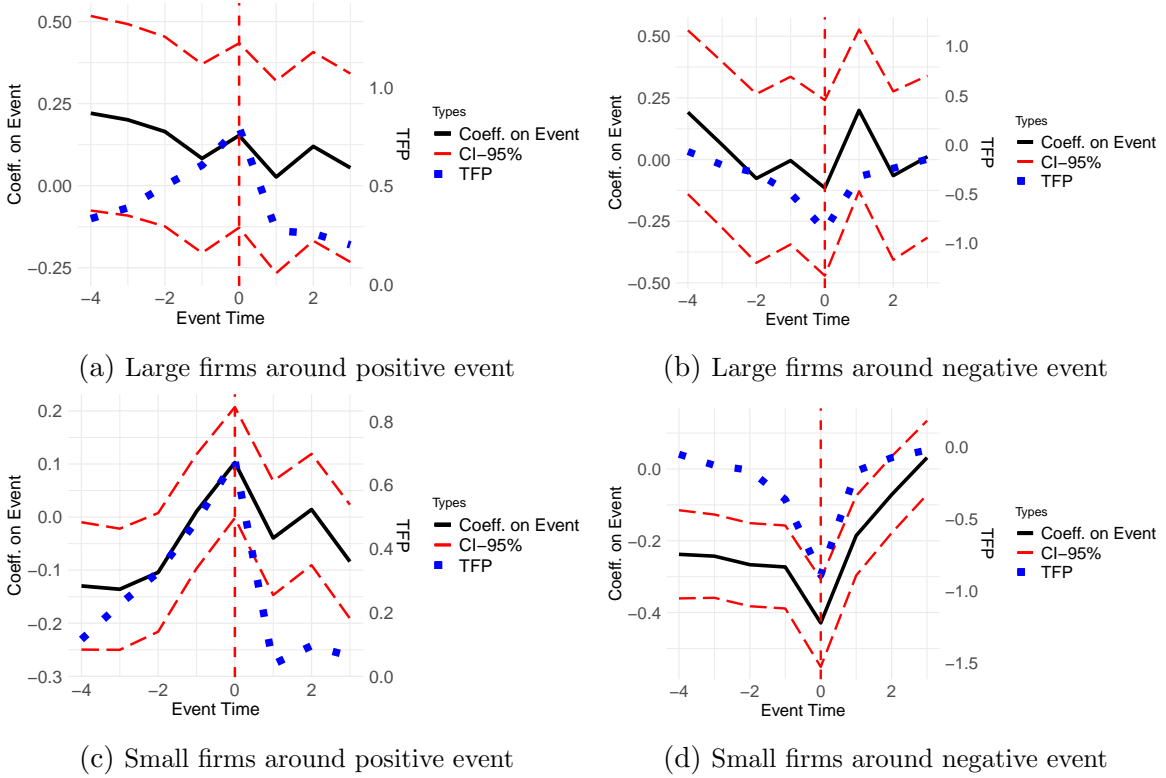 0.50
0.25
0.00
−0.25
Coeff. on Event
−4
−2
0
2
Event Time
1.0
0.5
0.0
TFP
Types
Coeff. on Event
CI−95%
TFP
(a) Large firms around positive event
0.50
0.25
0.00
−0.25
−0.50
Coeff. on Event
−4
−2
0
2
Event Time
1.0
0.5
0.0
−0.5
−1.0
TFP
Types
Coeff. on Event
CI−95%
TFP
(b) Large firms around negative event
0.2
0.1
0.0
−0.1
−0.2
−0.3
Coeff. on Event
−4
−2
0
2
Event Time
0.8
0.6
0.4
0.2
0.0
TFP
Types
Coeff. on Event
CI−95%
TFP
(c) Small firms around positive event
0.0
−0.2
−0.4
Coeff. on Event
−4
−2
0
2
Event Time
0.0
−0.5
−1.0
−1.5
TFP
Types
Coeff. on Event
CI−95%
TFP
(d) Small firms around negative event